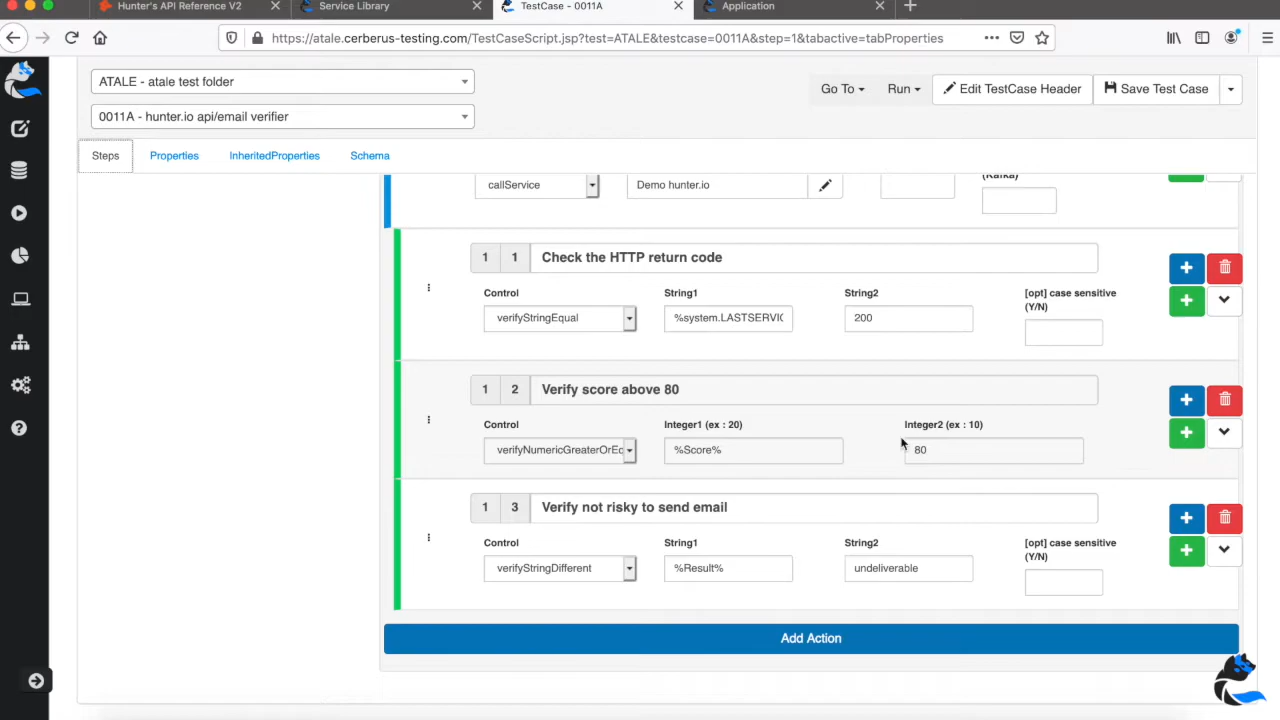 Hunter's API Reference V2
Service Library
TestCase - 0011A
Application
https://atale.cerberus-testing.com/TestCaseScript.jsp?test=ATALE&testcase=0011A&step=1&tabactive=tabProperties
ATALE - atale test folder
0011A - hunter.io api/email verifier
Go To
Run
Edit TestCase Header
Save Test Case
Steps
Properties
InheritedProperties
Schema
callService
Demo hunter.io
(Kafka)
1 1 Check the HTTP return code
Control
String1
String2
[opt] case sensitive
(Y/N)
verifyStringEqual
%system.LASTSERVIC
200
1 2 Verify score above 80
Control
Integer1 (ex : 20)
Integer2 (ex : 10)
verifyNumericGreaterOrEq
%Score%
80
1 3 Verify not risky to send email
Control
String1
String2
[opt] case sensitive
(Y/N)
verifyStringDifferent
%Result%
undeliverable
Add Action